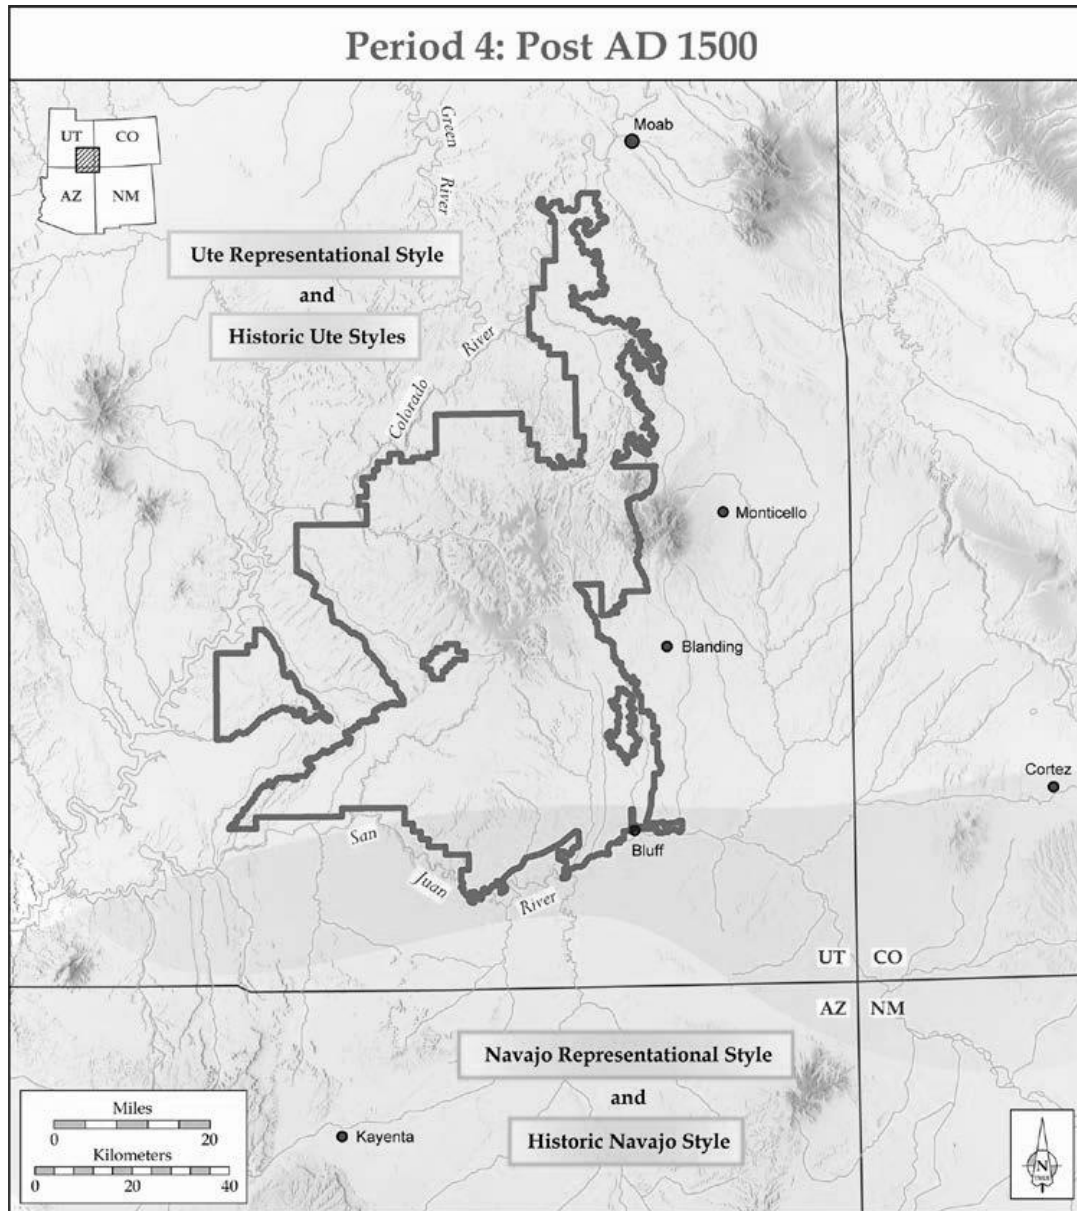 Period 4: Post AD 1500
UT
CO
AZ
NM
Green
River
Moab
Ute Representational Style
and
Historic Ute Styles
Colorado
River
Monticello
Blanding
Cortez
Bluff
San
Juan
River
UT
CO
AZ
NM
Navajo Representational Style
and
Historic Navajo Style
Kayenta
Miles
0
20
Kilometers
0
20
40
N